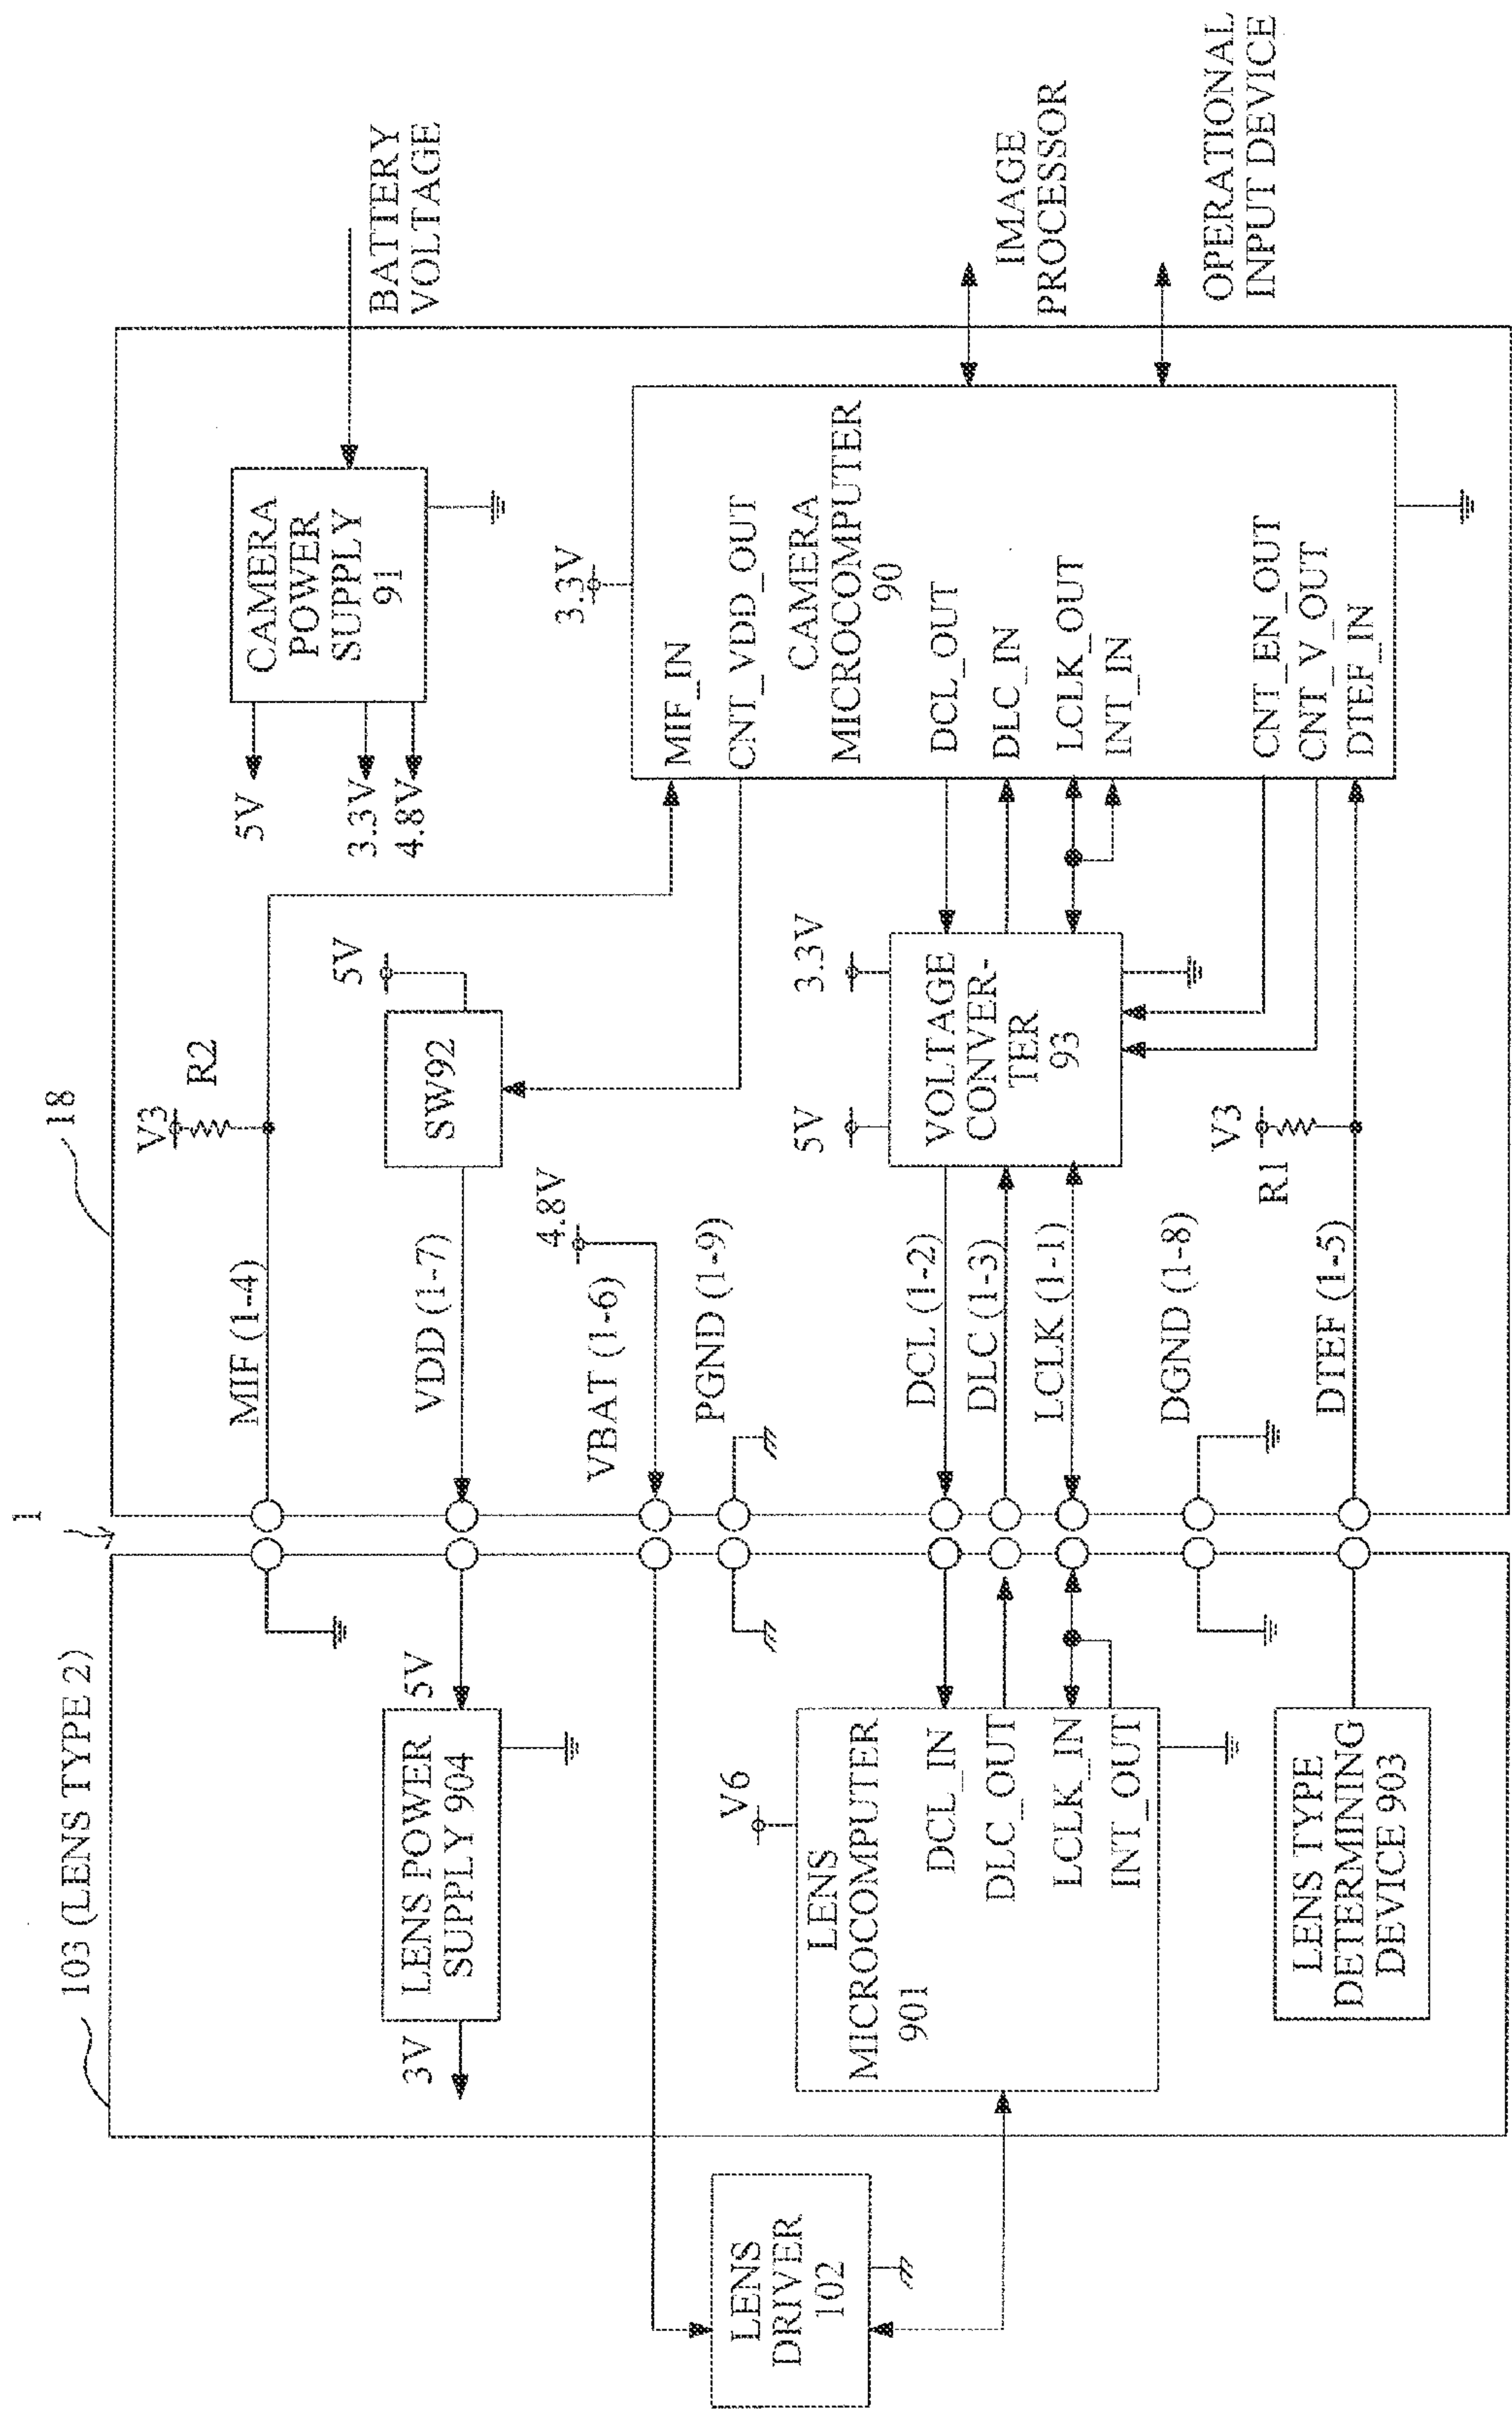 1
103 (LENS TYPE 2)
18
LENS DRIVER
102
3V
LENS POWER
SUPPLY 904
5V
LENS
MICROCOMPUTER
901
V6
DCL_IN
DLC_OUT
LCLK_IN
INT_OUT
LENS TYPE
DETERMINING
DEVICE 903
MIF (1-4)
VDD (1-7)
VBAT (1-6)
4.8V
PGND (1-9)
DCL (1-2)
DLC (1-3)
LCLK (1-1)
DGND (1-8)
DTEF (1-5)
V3
R2
SW92
5V
5V
3.3V
VOLTAGE
CONVER-
TER
93
V3
R1
5V
3.3V
4.8V
CAMERA
POWER
SUPPLY
91
BATTERY
VOLTAGE
3.3V
MIF_IN
CNT_VDD_OUT
CAMERA
MICROCOMPUTER
90
DCL_OUT
DLC_IN
LCLK_OUT
INT_IN
CNT_EN_OUT
CNT_V_OUT
DTEF_IN
IMAGE
PROCESSOR
OPERATIONAL
INPUT DEVICE